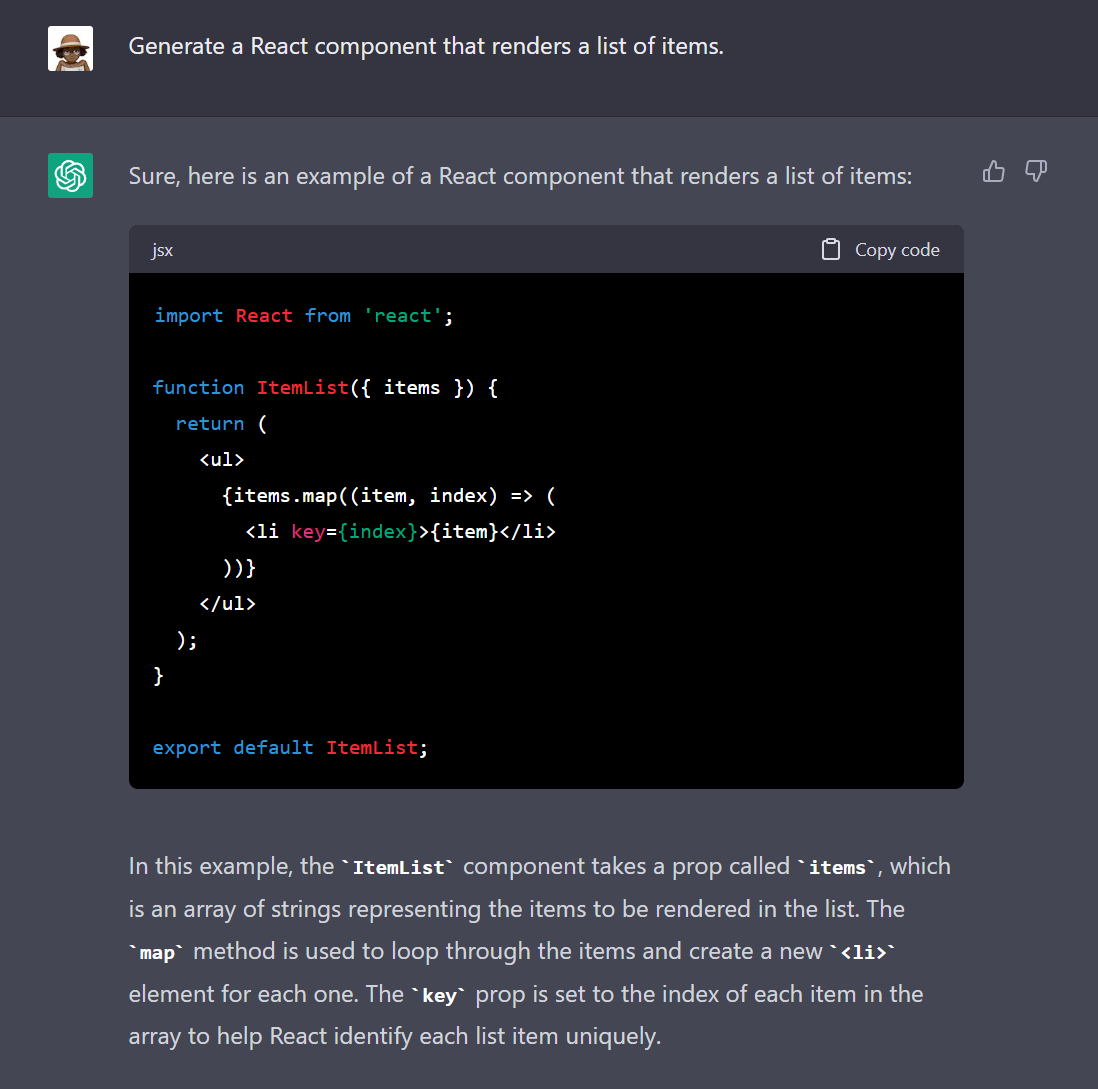 Generate a React component that renders a list of items.
Sure, here is an example of a React component that renders a list of items:
jsx
Copy code
import React from 'react';
function ItemList({ items }) {
  return (
    <ul>
      {items.map((item, index) => (
        <li key={index}>{item}</li>
      ))}
    </ul>
  );
}
export default ItemList;
In this example, the `ItemList` component takes a prop called `items`, which
is an array of strings representing the items to be rendered in the list. The
`map` method is used to loop through the items and create a new `<li>`
element for each one. The `key` prop is set to the index of each item in the
array to help React identify each list item uniquely.